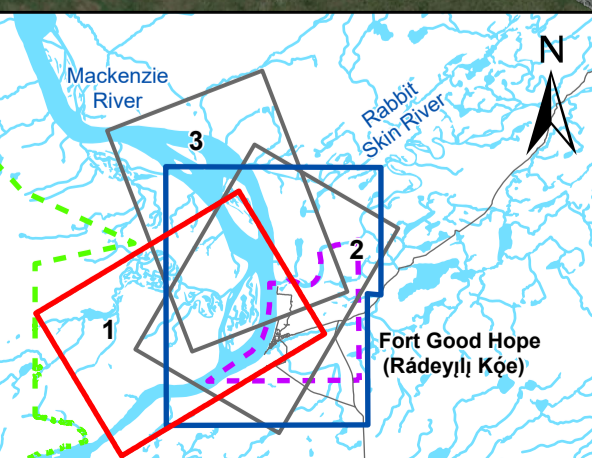 N
Mackenzie
River
Rabbit
Skin River
3
2
1
Fort Good Hope
(Rádeyı̨lı̨ Kǫ́e)